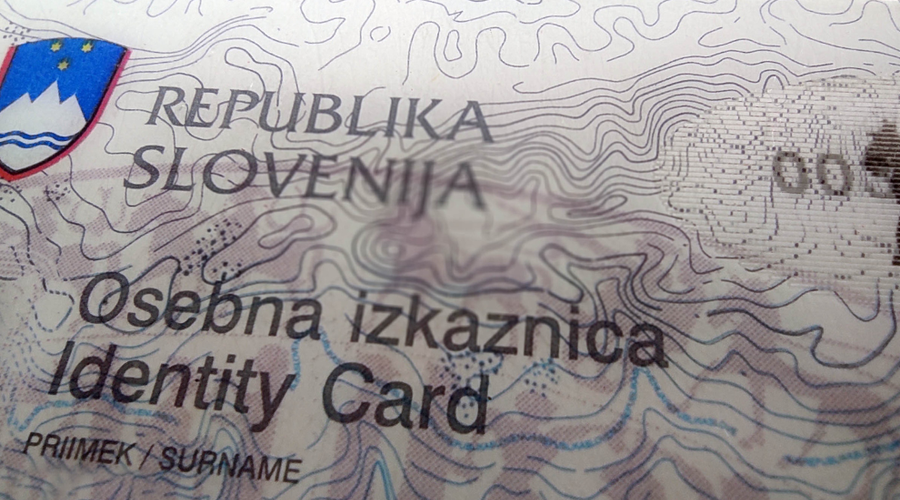 REPUBLIKA
SLOVENIJA
Osebna izkaznica
Identity Card
PRIIMEK / SURNAME